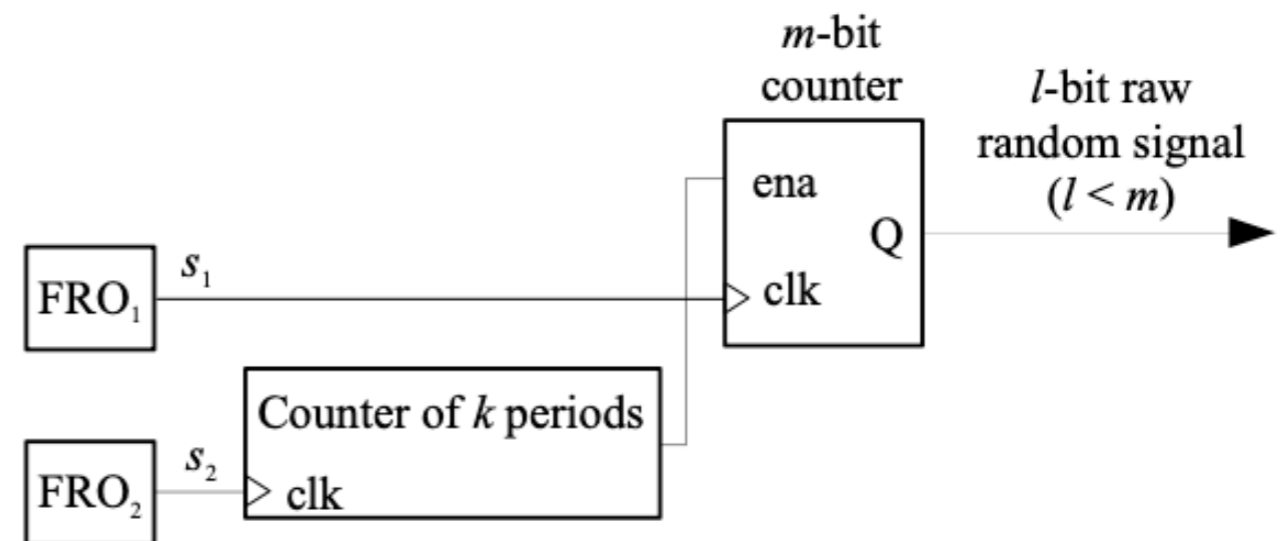 m-bit
counter
l-bit raw
random signal
(l < m)
ena
Q
clk
FRO₁
s₁
Counter of k periods
clk
FRO₂
s₂